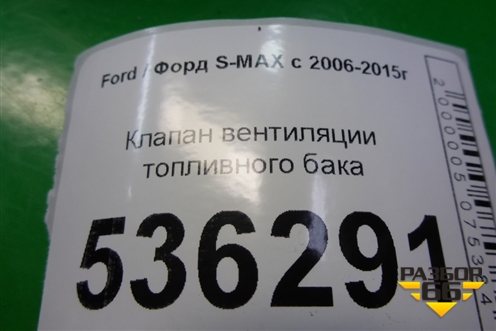 Ford / Форд S-MAX с 2006-2015г
Клапан вентиляции
топливного бака
536291
РАЗБОР
66